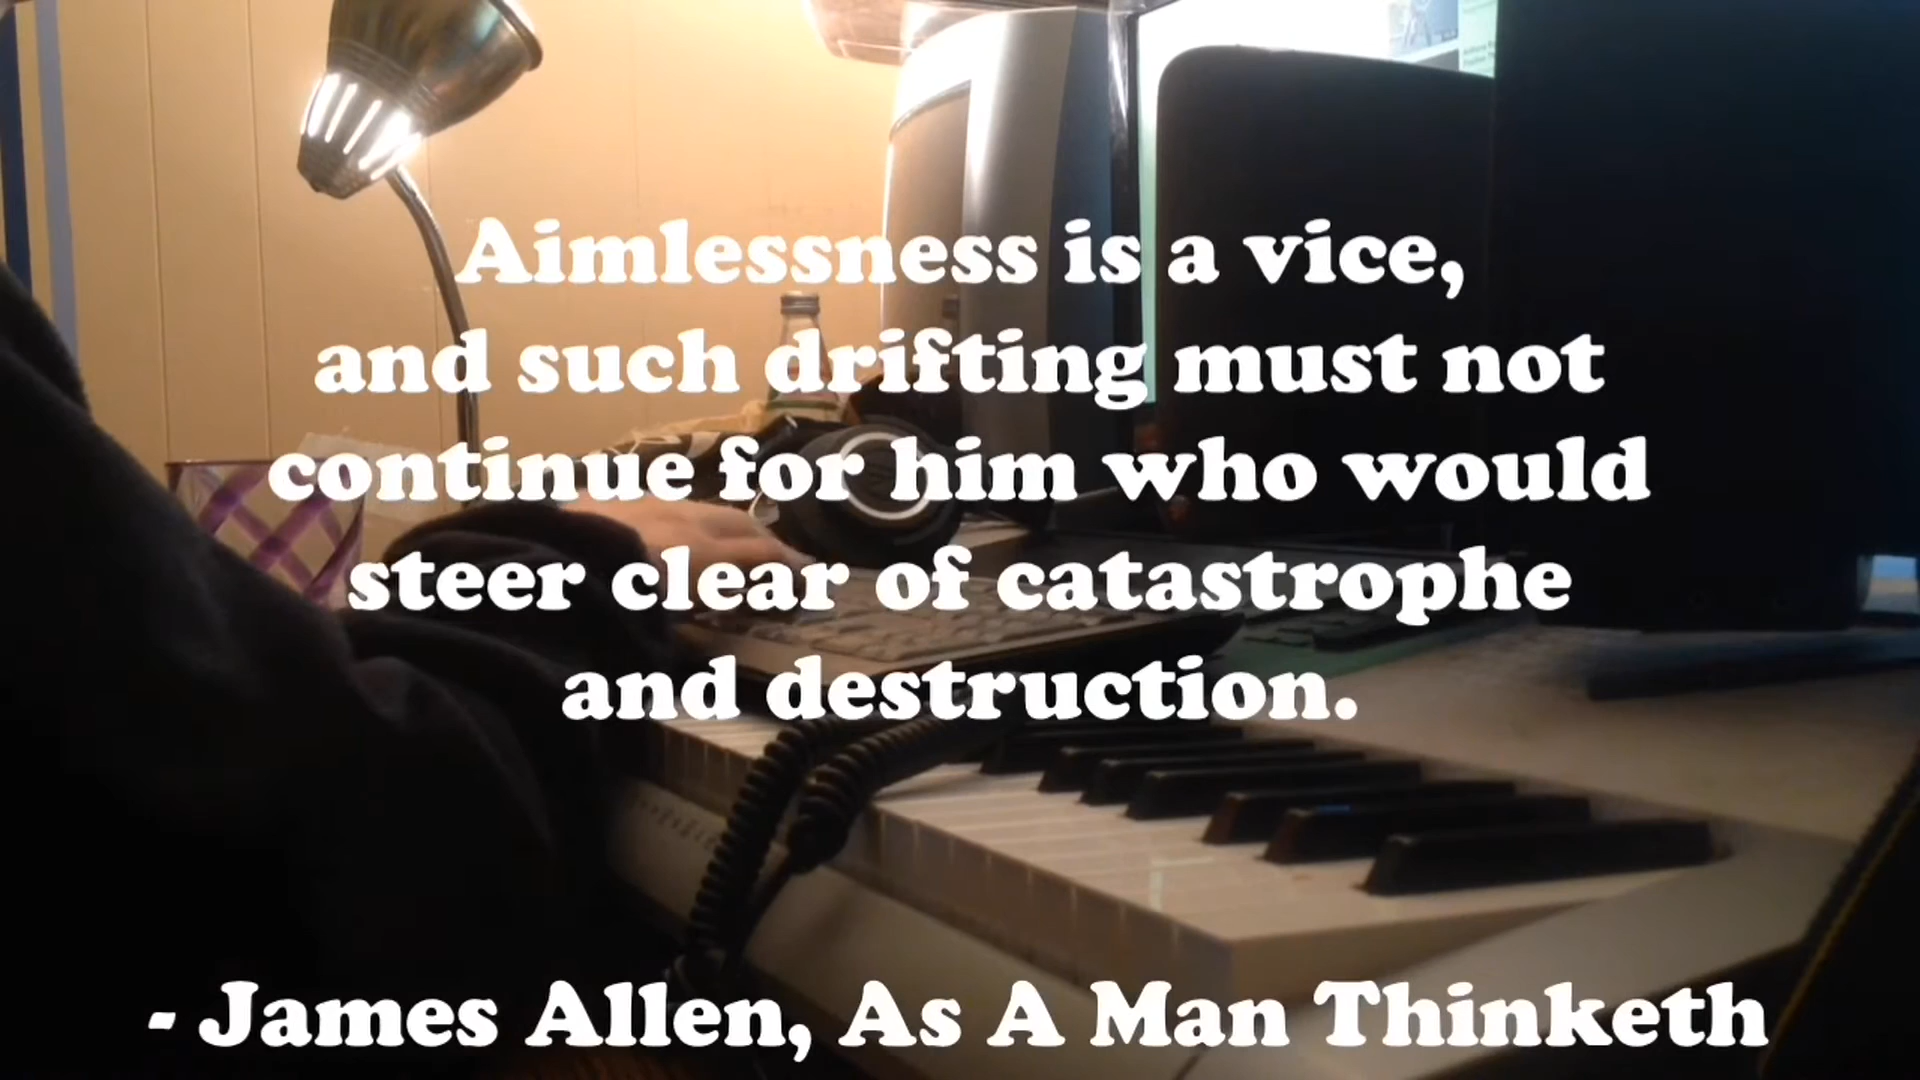 Aimlessness is a vice,
and such drifting must not
continue for him who would
steer clear of catastrophe
and destruction.
- James Allen, As A Man Thinketh